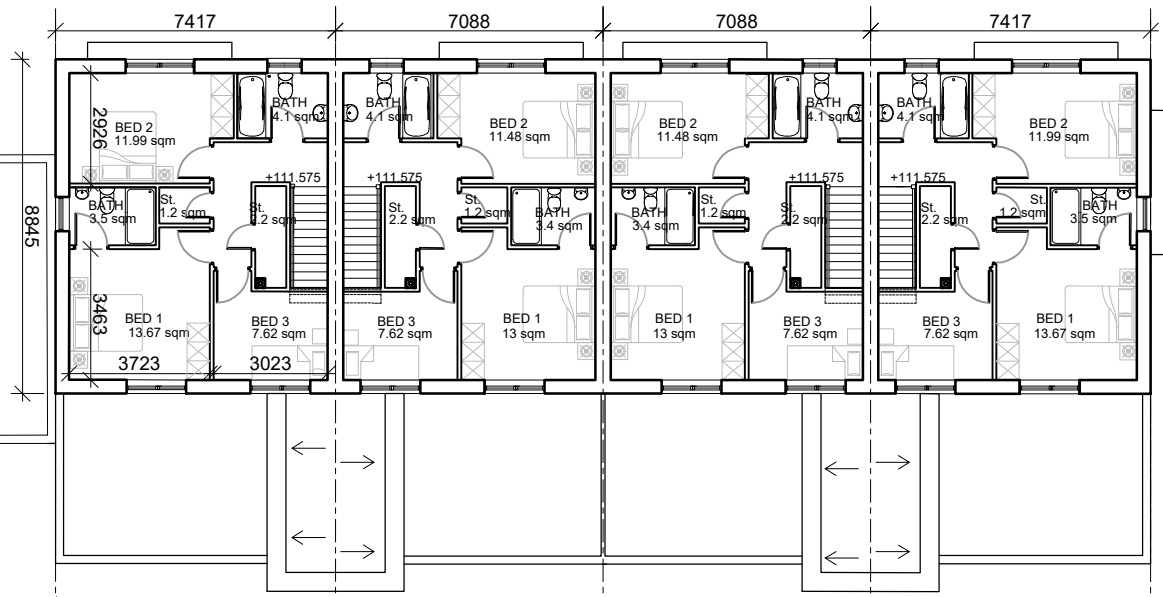 7417
7088
7088
7417
8845
2926
BED 2
11.99 sqm
BATH
4.1 sqm
BATH
4.1 sqm
BED 2
11.48 sqm
BED 2
11.48 sqm
BATH
4.1 sqm
BATH
4.1 sqm
BED 2
11.99 sqm
+111.575
+111.575
+111.575
+111.575
BATH
3.5 sqm
St.
1.2 sqm
St.
2.2 sqm
St.
2.2 sqm
St.
1.2 sqm
BATH
3.4 sqm
BATH
3.4 sqm
St.
1.2 sqm
St.
2.2 sqm
St.
2.2 sqm
St.
1.2 sqm
BATH
3.5 sqm
3463
BED 1
13.67 sqm
BED 3
7.62 sqm
BED 3
7.62 sqm
BED 1
13 sqm
BED 1
13 sqm
BED 3
7.62 sqm
BED 3
7.62 sqm
BED 1
13.67 sqm
3723
3023